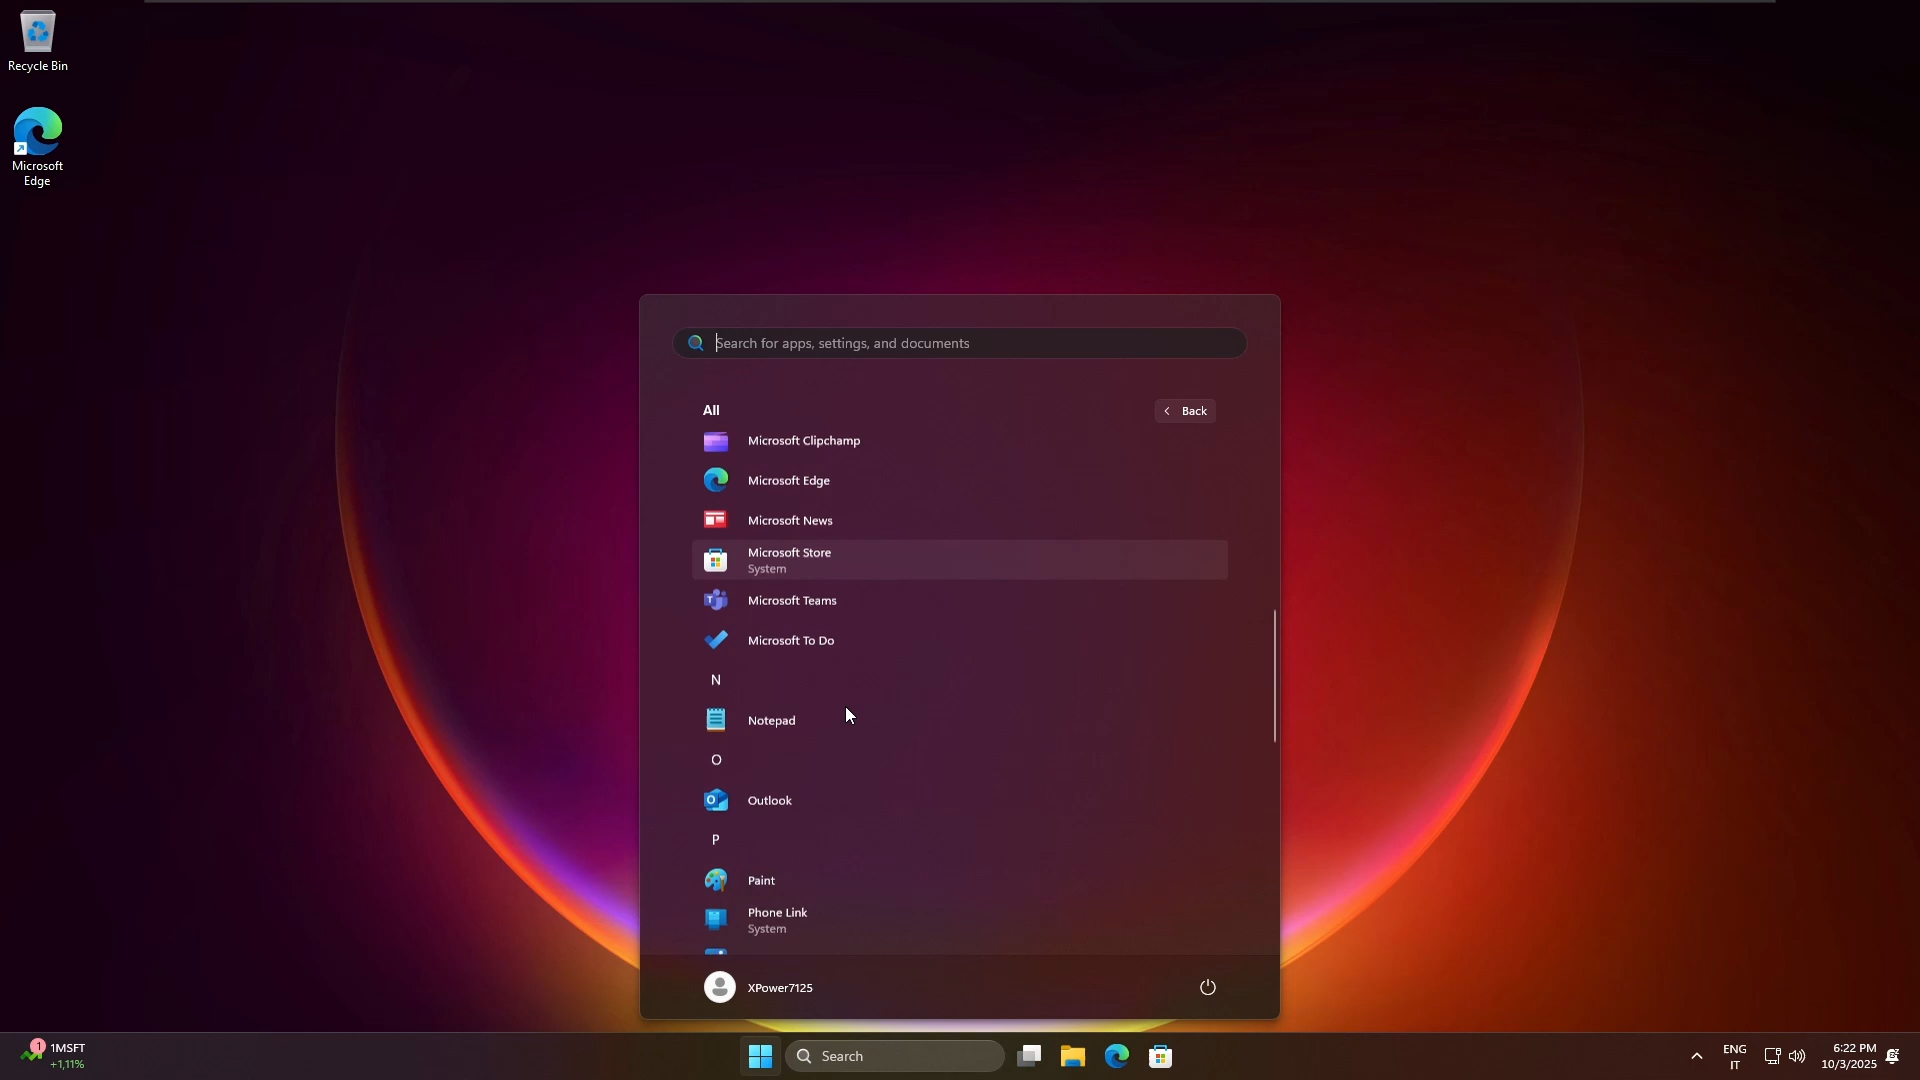 Recycle Bin
Microsoft
Edge
Search for apps, settings, and documents
All
Back
Microsoft Clipchamp
Microsoft Edge
Microsoft News
Microsoft Store
System
Microsoft Teams
Microsoft To Do
N
Notepad
O
Outlook
P
Paint
Phone Link
System
XPower7125
1
1MSFT
+1,11%
Search
ENG
IT
6:22 PM
10/3/2025